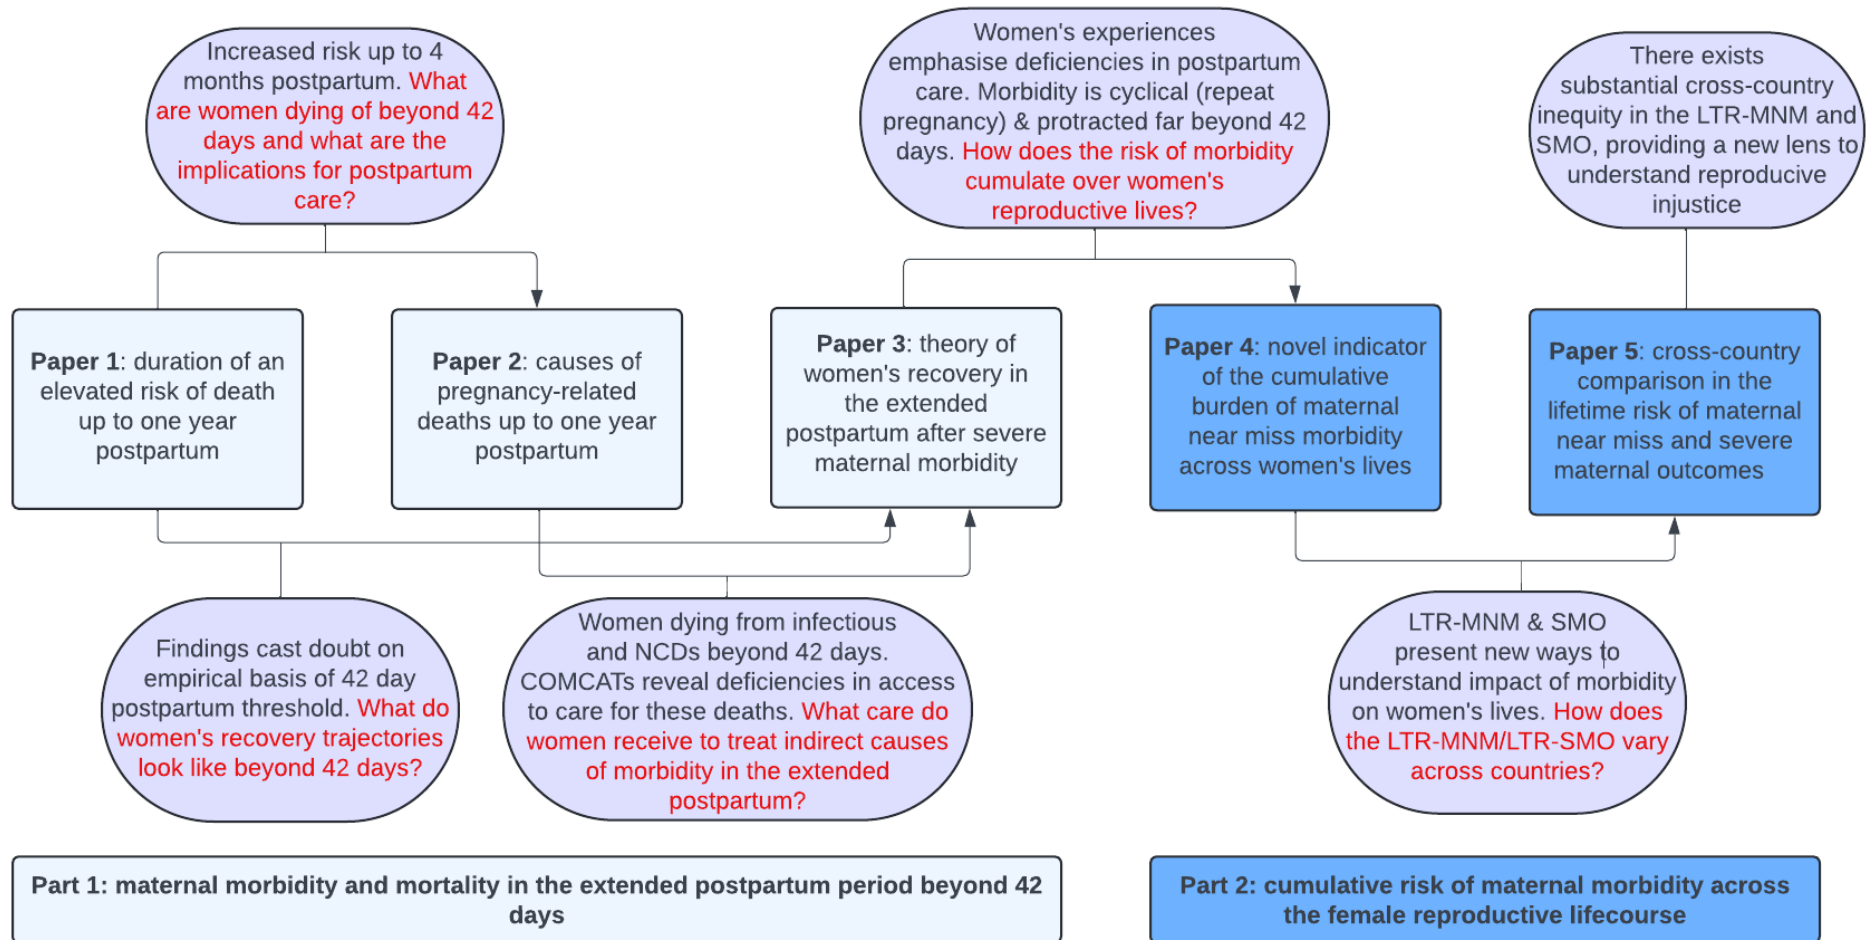 Increased risk up to 4
months postpartum. What
are women dying of beyond 42
days and what are the
implications for postpartum
care?
Women's experiences
emphasise deficiencies in postpartum
care. Morbidity is cyclical (repeat
pregnancy) & protracted far beyond 42
days. How does the risk of morbidity
cumulate over women's
reproductive lives?
There exists
substantial cross-country
inequity in the LTR-MNM and
SMO, providing a new lens to
understand reproducive
injustice
Paper 1: duration of an
elevated risk of death
up to one year
postpartum
Paper 2: causes of
pregnancy-related
deaths up to one year
postpartum
Paper 3: theory of
women's recovery in
the extended
postpartum after severe
maternal morbidity
Paper 4: novel indicator
of the cumulative
burden of maternal
near miss morbidity
across women's lives
Paper 5: cross-country
comparison in the
lifetime risk of maternal
near miss and severe
maternal outcomes
Findings cast doubt on
empirical basis of 42 day
postpartum threshold. What do
women's recovery trajectories
look like beyond 42 days?
Women dying from infectious
and NCDs beyond 42 days.
COMCATs reveal deficiencies in access
to care for these deaths. What care do
women receive to treat indirect causes
of morbidity in the extended
postpartum?
LTR-MNM & SMO
present new ways to
understand impact of morbidity
on women's lives. How does
the LTR-MNM/LTR-SMO vary
across countries?
Part 1: maternal morbidity and mortality in the extended postpartum period beyond 42
days
Part 2: cumulative risk of maternal morbidity across
the female reproductive lifecourse